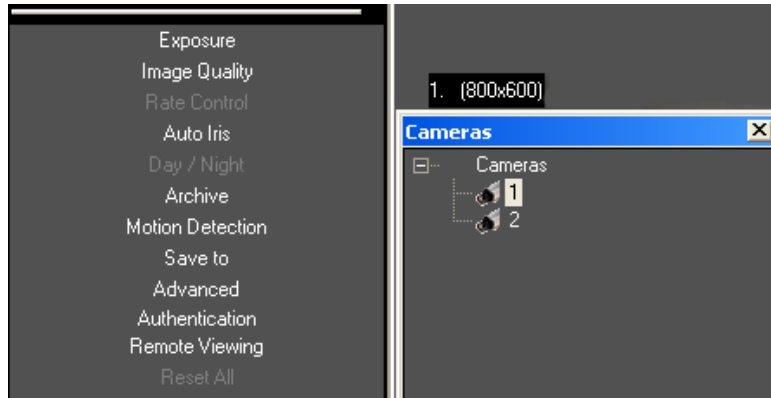 Exposure
Image Quality
Rate Control
Auto Iris
Day / Night
Archive
Motion Detection
Save to
Advanced
Authentication
Remote Viewing
Reset All
1. (800x600)
Cameras
Cameras
1
2